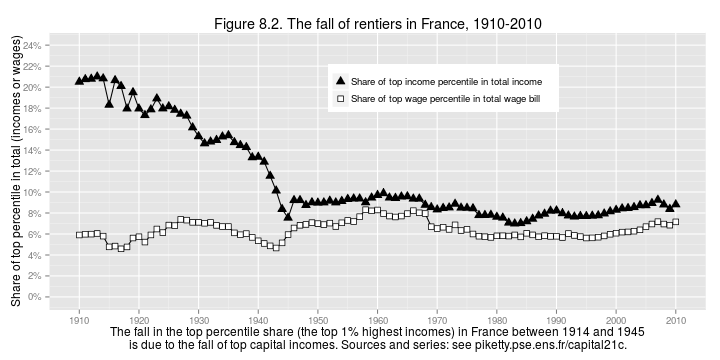 Figure 8.2. The fall of rentiers in France, 1910-2010
Share of top percentile in total (incomes or wages)
24%
22%
20%
18%
16%
14%
12%
10%
8%
6%
4%
2%
0%
Share of top income percentile in total income
Share of top wage percentile in total wage bill
1910 1920 1930 1940 1950 1960 1970 1980 1990 2000 2010
The fall in the top percentile share (the top 1% highest incomes) in France between 1914 and 1945
is due to the fall of top capital incomes. Sources and series: see piketty.pse.ens.fr/capital21c.